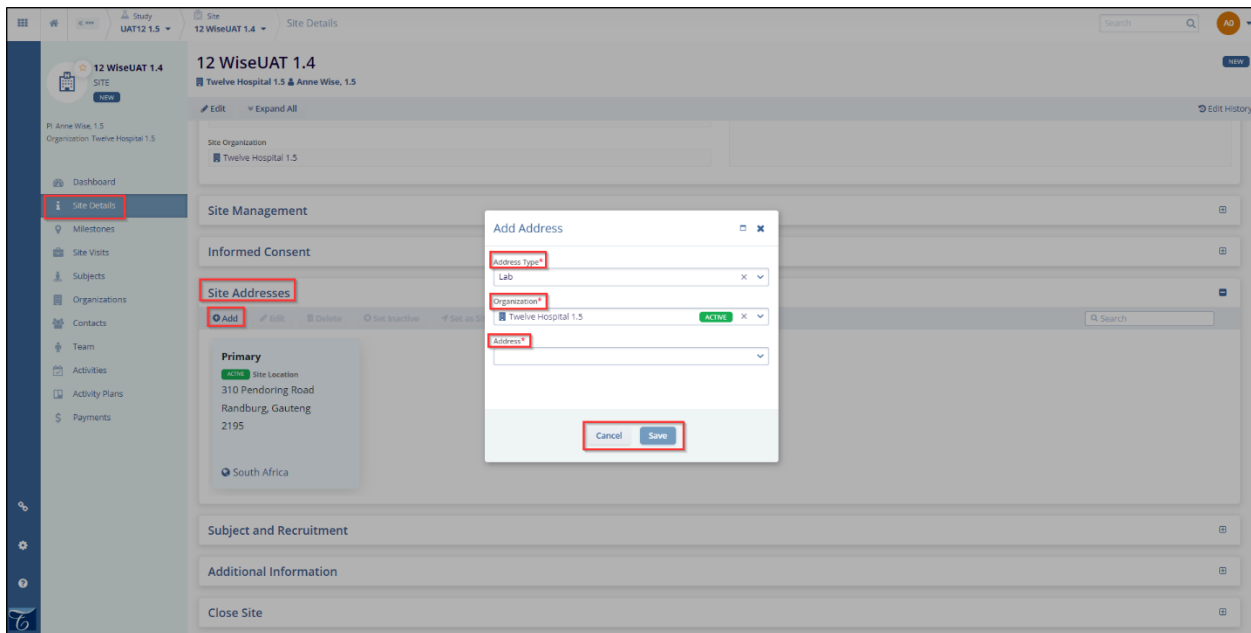 Study
UAT12 1.5
Site
12 WiseUAT 1.4
Site Details
Search
AD
12 WiseUAT 1.4
SITE
NEW
PI Anne Wise, 1.5
Organization Twelve Hospital 1.5
Dashboard
Site Details
Milestones
Site Visits
Subjects
Organizations
Contacts
Team
Activities
Activity Plans
Payments
12 WiseUAT 1.4
NEW
Twelve Hospital 1.5 Anne Wise, 1.5
Edit Expand All Edit History
Site Organization
Twelve Hospital 1.5
Site Management
Informed Consent
Site Addresses
Add Edit Delete Set Inactive Set as Si
Search
Primary
ACTIVE Site Location
310 Pendoring Road
Randburg, Gauteng
2195
South Africa
Add Address
Address Type*
Lab
Organization*
Twelve Hospital 1.5 ACTIVE
Address*
Cancel Save
Subject and Recruitment
Additional Information
Close Site